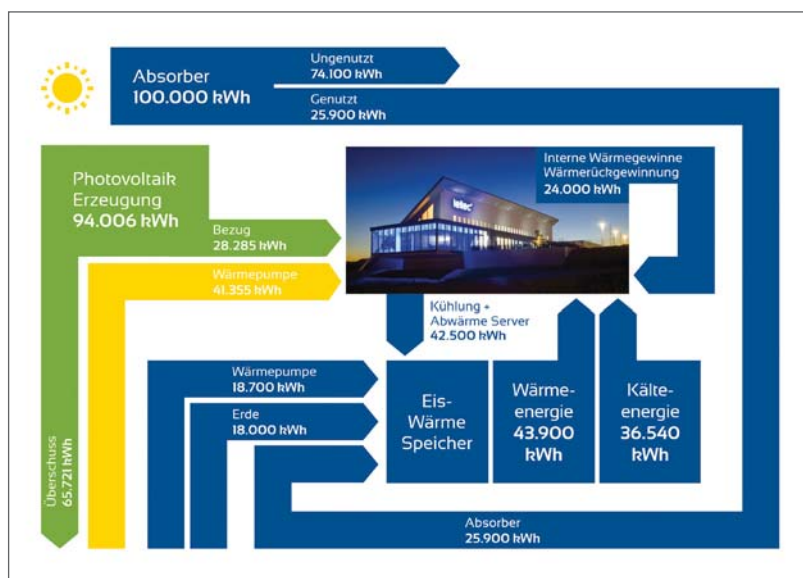 Absorber
100.000 kWh
Ungenutzt
74.100 kWh
Genutzt
25.900 kWh
Photovoltaik
Erzeugung
94.006 kWh
Bezug
28.285 kWh
Wärmepumpe
41.355 kWh
Überschuss
65.721 kWh
Interne Wärmegewinne
Wärmerückgewinnung
24.000 kWh
Kühlung +
Abwärme Server
42.500 kWh
Wärmepumpe
18.700 kWh
Erde
18.000 kWh
Eis-
Wärme
Speicher
Wärme-
energie
43.900
kWh
Kälte-
energie
36.540
kWh
Absorber
25.900 kWh